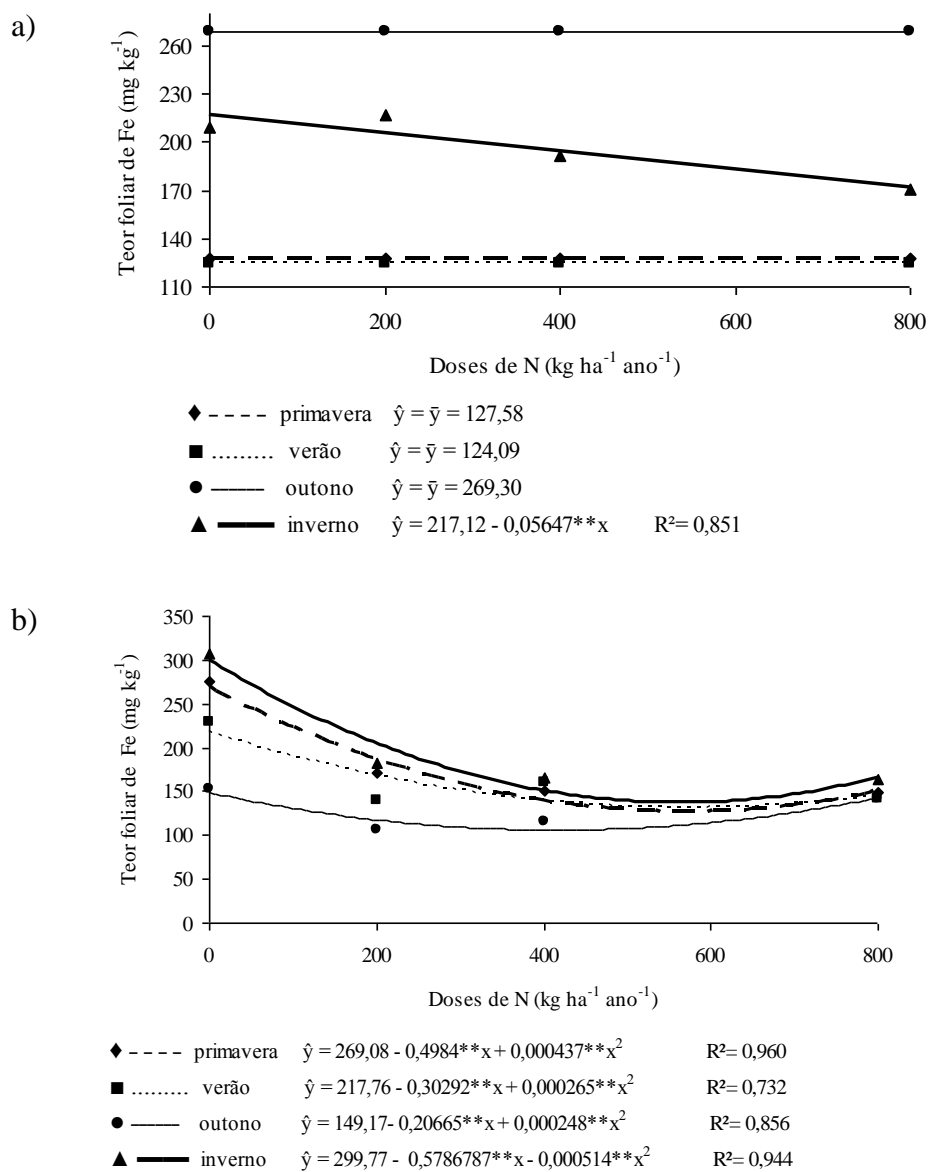 a)
Teor foliar de Fe (mg kg⁻¹)
260
230
200
170
140
110
0 200 400 600 800
Doses de N (kg ha⁻¹ ano⁻¹)
primavera ŷ = ȳ = 127,58
verão ŷ = ȳ = 124,09
outono ŷ = ȳ = 269,30
inverno ŷ = 217,12 - 0,05647**x R²= 0,851
b)
Teor foliar de Fe (mg kg⁻¹)
350
300
250
200
150
100
50
0
0 200 400 600 800
Doses de N (kg ha⁻¹ ano⁻¹)
primavera ŷ = 269,08 - 0,4984**x + 0,000437**x² R²= 0,960
verão ŷ = 217,76 - 0,30292**x + 0,000265**x² R²= 0,732
outono ŷ = 149,17- 0,20665**x + 0,000248**x² R²= 0,856
inverno ŷ = 299,77 - 0,5786787**x - 0,000514**x² R²= 0,944